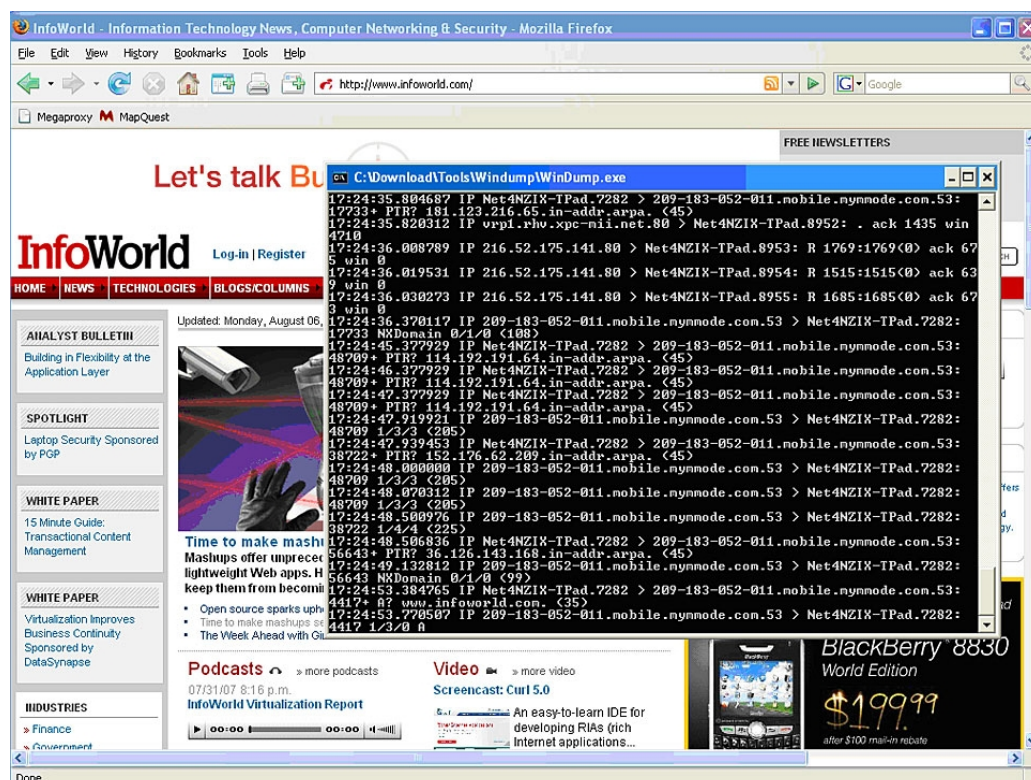 InfoWorld - Information Technology News, Computer Networking & Security - Mozilla Firefox
File Edit View History Bookmarks Tools Help
http://www.infoworld.com/
Google
Megaproxy MapQuest
FREE NEWSLETTERS
Let's talk Bu
InfoWorld
Log-in | Register
HOME NEWS TECHNOLOGIES BLOGS/COLUMNS
Updated: Monday, August 06,
ANALYST BULLETIN
Building in Flexibility at the
Application Layer
SPOTLIGHT
Laptop Security Sponsored
by PGP
WHITE PAPER
15 Minute Guide:
Transactional Content
Management
WHITE PAPER
Virtualization Improves
Business Continuity
Sponsored by
DataSynapse
INDUSTRIES
» Finance
» Government
Time to make mash
Mashups offer unprece
lightweight Web apps. H
keep them from becomi
• Open source sparks uph
• Time to make mashups se
• The Week Ahead with Gi
Podcasts » more podcasts
07/31/07 8:16 p.m.
InfoWorld Virtualization Report
00:00 00:00
Video » more video
Screencast: Curl 5.0
An easy-to-learn IDE for
developing RIAs (rich
Internet applications...
C:\Download\Tools\Windump\WinDump.exe
17:24:35.804687 IP Net4NZIX-TPad.7282 > 209-183-052-011.mobile.mymmode.com.53:
17733+ PTR? 181.123.216.65.in-addr.arpa. (45)
17:24:35.820312 IP vrp1.rhv.xpc-mii.net.80 > Net4NZIX-TPad.8952: . ack 1435 win
4710
17:24:36.008789 IP 216.52.175.141.80 > Net4NZIX-TPad.8953: R 1769:1769(0) ack 67
5 win 0
17:24:36.019531 IP 216.52.175.141.80 > Net4NZIX-TPad.8954: R 1515:1515(0) ack 63
9 win 0
17:24:36.030273 IP 216.52.175.141.80 > Net4NZIX-TPad.8955: R 1685:1685(0) ack 67
3 win 0
17:24:36.370117 IP 209-183-052-011.mobile.mymmode.com.53 > Net4NZIX-TPad.7282:
17733 NXDomain 0/1/0 (108)
17:24:45.377929 IP Net4NZIX-TPad.7282 > 209-183-052-011.mobile.mymmode.com.53:
48709+ PTR? 114.192.191.64.in-addr.arpa. (45)
17:24:46.377929 IP Net4NZIX-TPad.7282 > 209-183-052-011.mobile.mymmode.com.53:
48709+ PTR? 114.192.191.64.in-addr.arpa. (45)
17:24:47.377929 IP Net4NZIX-TPad.7282 > 209-183-052-011.mobile.mymmode.com.53:
48709+ PTR? 114.192.191.64.in-addr.arpa. (45)
17:24:47.919921 IP 209-183-052-011.mobile.mymmode.com.53 > Net4NZIX-TPad.7282:
48709 1/3/3 (205)
17:24:47.939453 IP Net4NZIX-TPad.7282 > 209-183-052-011.mobile.mymmode.com.53:
38722+ PTR? 152.176.62.209.in-addr.arpa. (45)
17:24:48.000000 IP 209-183-052-011.mobile.mymmode.com.53 > Net4NZIX-TPad.7282:
48709 1/3/3 (205)
17:24:48.070312 IP 209-183-052-011.mobile.mymmode.com.53 > Net4NZIX-TPad.7282:
48709 1/3/3 (205)
17:24:48.500976 IP 209-183-052-011.mobile.mymmode.com.53 > Net4NZIX-TPad.7282:
38722 1/4/4 (225)
17:24:48.506836 IP Net4NZIX-TPad.7282 > 209-183-052-011.mobile.mymmode.com.53:
56643+ PTR? 36.126.143.168.in-addr.arpa. (45)
17:24:49.132812 IP 209-183-052-011.mobile.mymmode.com.53 > Net4NZIX-TPad.7282:
56643 NXDomain 0/1/0 (99)
17:24:53.384765 IP Net4NZIX-TPad.7282 > 209-183-052-011.mobile.mymmode.com.53:
4417+ A? www.infoworld.com. (35)
17:24:53.770507 IP 209-183-052-011.mobile.mymmode.com.53 > Net4NZIX-TPad.7282:
4417 1/3/0 A
BlackBerry 8830
World Edition
$199.99
after $100 mail-in rebate
Done